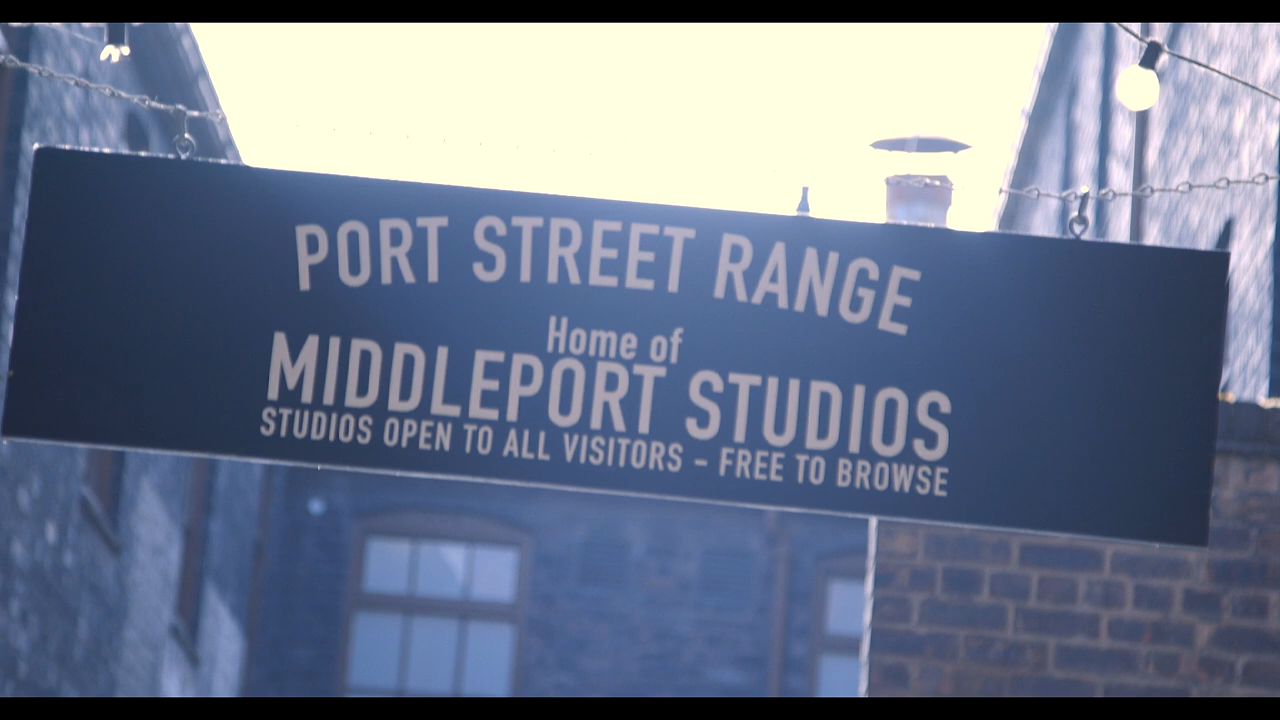 PORT STREET RANGE
Home of
MIDDLEPORT STUDIOS
STUDIOS OPEN TO ALL VISITORS - FREE TO BROWSE